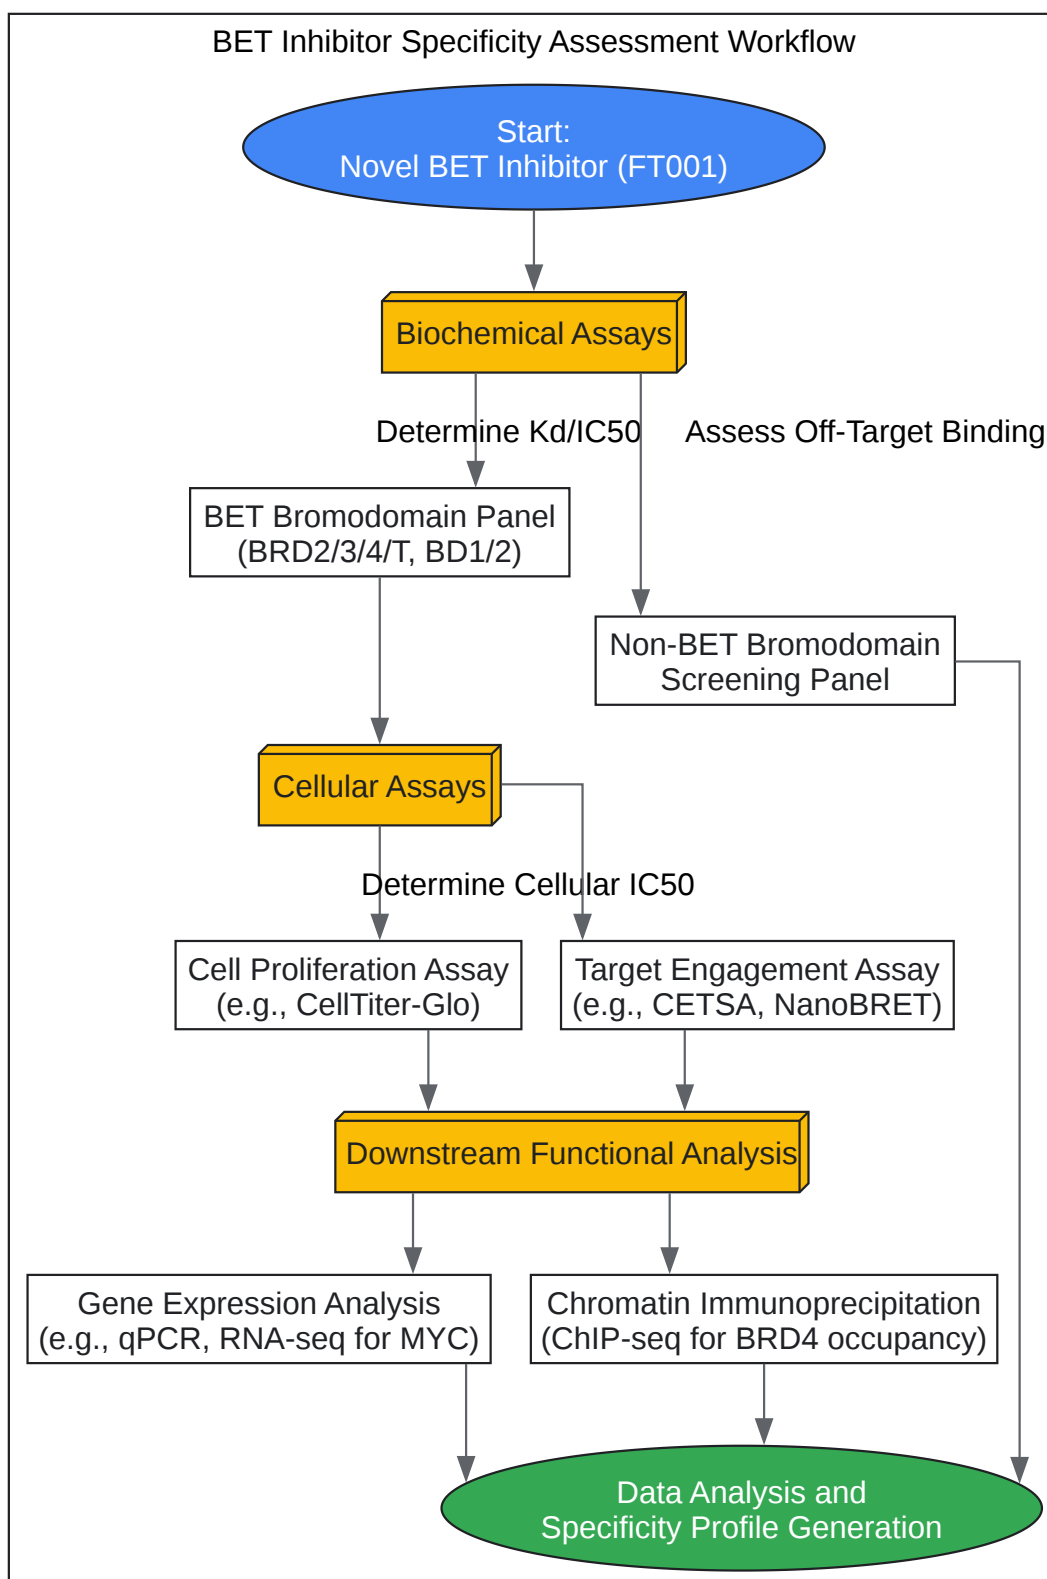 BET Inhibitor Specificity Assessment Workflow
Start:
Novel BET Inhibitor (FT001)
Biochemical Assays
Determine Kd/IC50
Assess Off-Target Binding
BET Bromodomain Panel
(BRD2/3/4/T, BD1/2)
Non-BET Bromodomain
Screening Panel
Cellular Assays
Determine Cellular IC50
Cell Proliferation Assay
(e.g., CellTiter-Glo)
Target Engagement Assay
(e.g., CETSA, NanoBRET)
Downstream Functional Analysis
Gene Expression Analysis
(e.g., qPCR, RNA-seq for MYC)
Chromatin Immunoprecipitation
(ChIP-seq for BRD4 occupancy)
Data Analysis and
Specificity Profile Generation